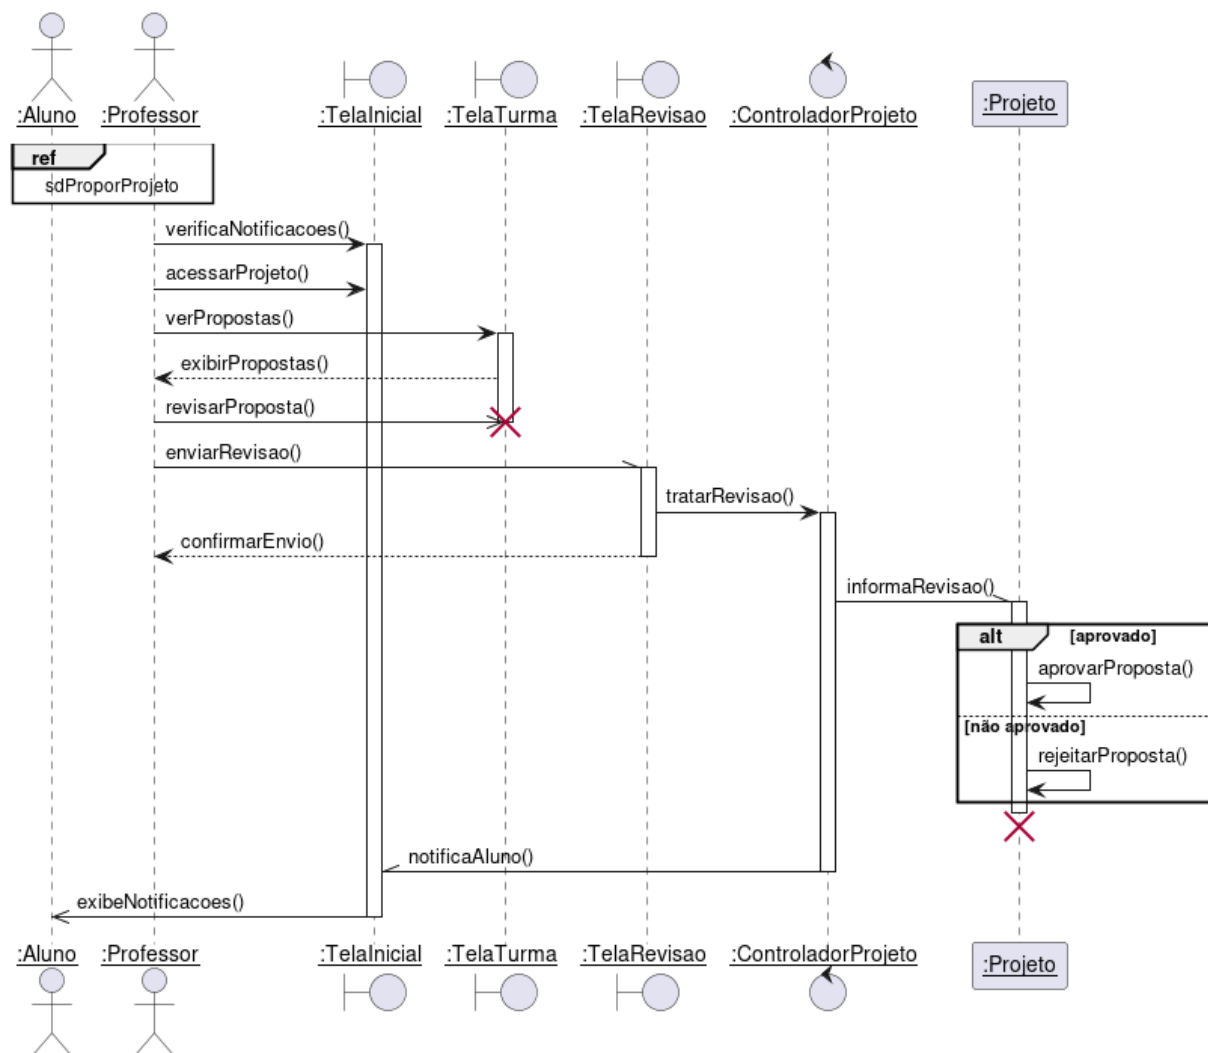 :Aluno :Professor :TelaInicial :TelaTurma :TelaRevisao :ControladorProjeto :Projeto
ref
sdProporProjeto
verificaNotificacoes()
acessarProjeto()
verPropostas()
exibirPropostas()
revisarProposta()
enviarRevisao()
tratarRevisao()
confirmarEnvio()
informaRevisao()
alt [aprovado]
aprovarProposta()
[não aprovado]
rejeitarProposta()
notificaAluno()
exibeNotificacoes()
:Aluno :Professor :TelaInicial :TelaTurma :TelaRevisao :ControladorProjeto :Projeto